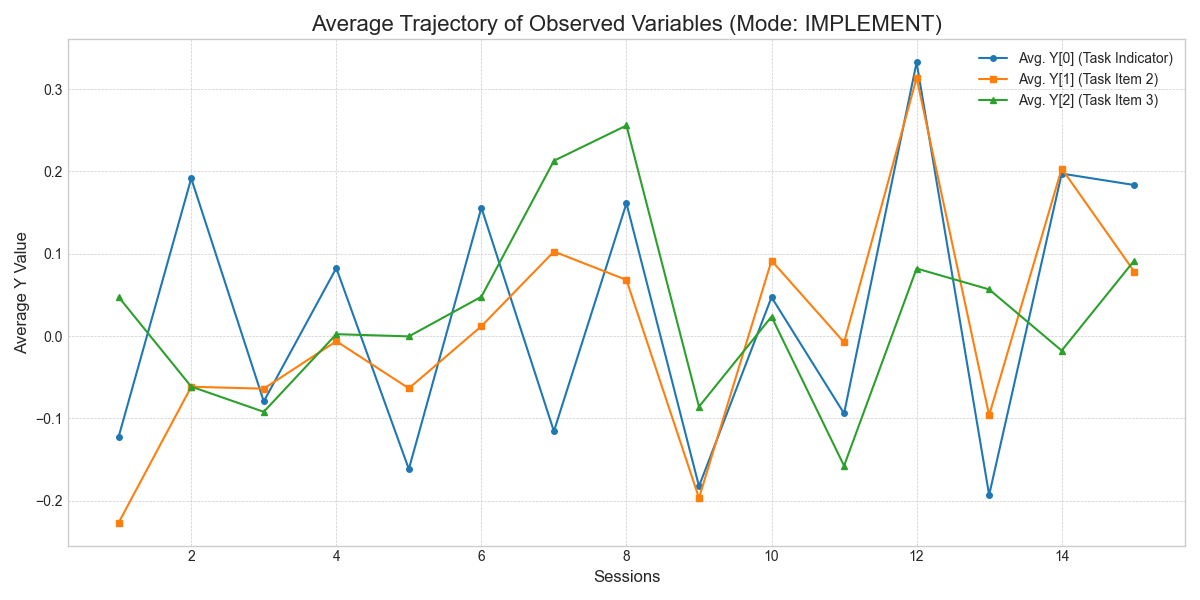 Average Trajectory of Observed Variables (Mode: IMPLEMENT)
Avg. Y[0] (Task Indicator)
Avg. Y[1] (Task Item 2)
Avg. Y[2] (Task Item 3)
Average Y Value
0.3
0.2
0.1
0.0
−0.1
−0.2
2 4 6 8 10 12 14
Sessions